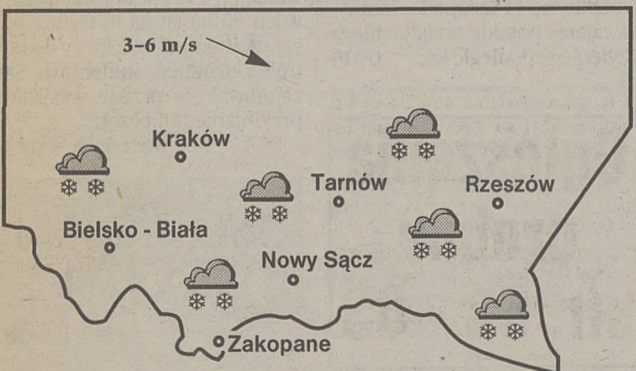 3–6 m/s
Kraków
Tarnów
Rzeszów
Bielsko - Biała
Nowy Sącz
Zakopane